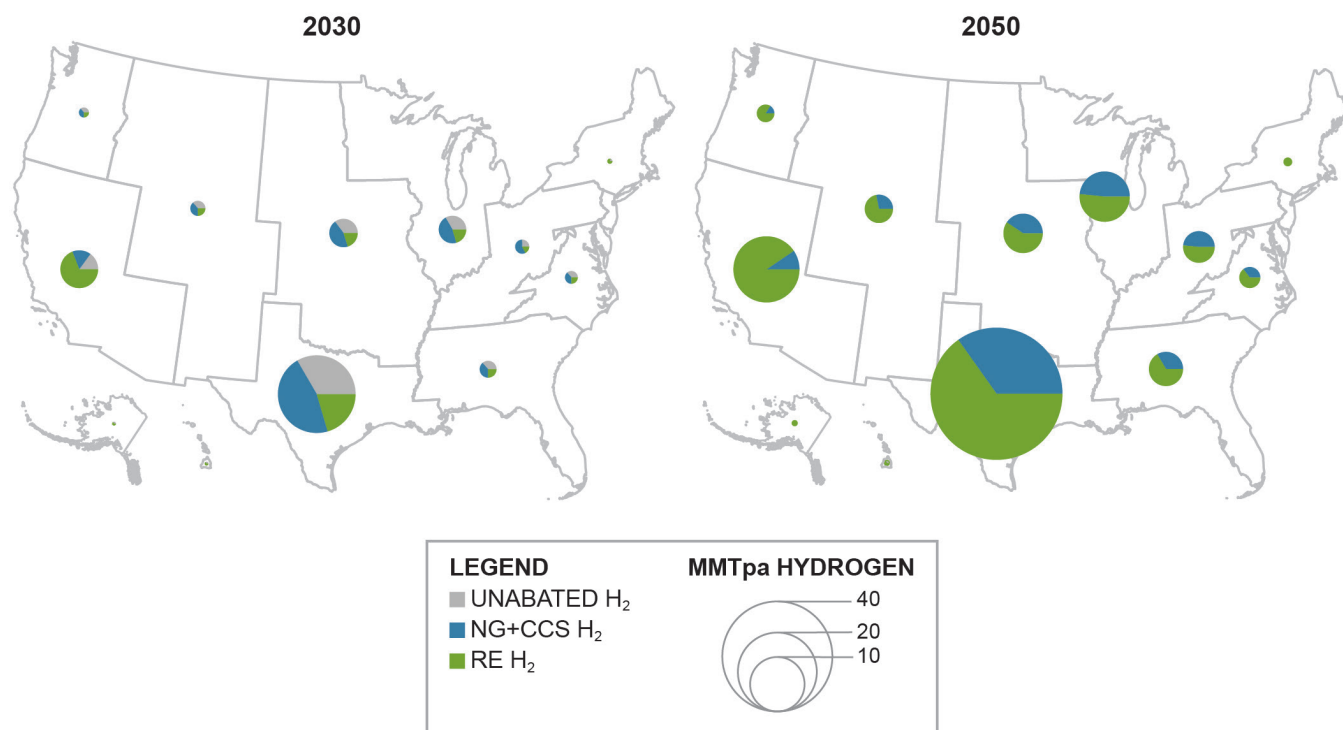 2030
2050
LEGEND
UNABATED H₂
NG+CCS H₂
RE H₂
MMTpa HYDROGEN
40
20
10